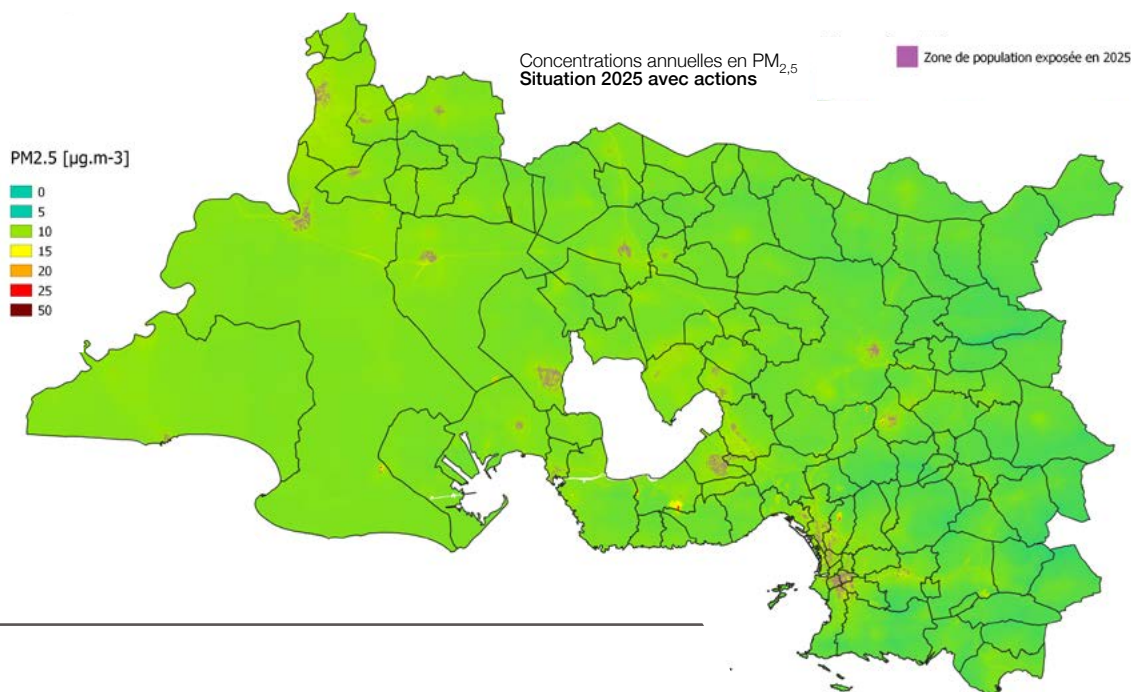 Concentrations annuelles en PM2,5
Situation 2025 avec actions
Zone de population exposée en 2025
PM2.5 [µg.m-3]
0
5
10
15
20
25
50